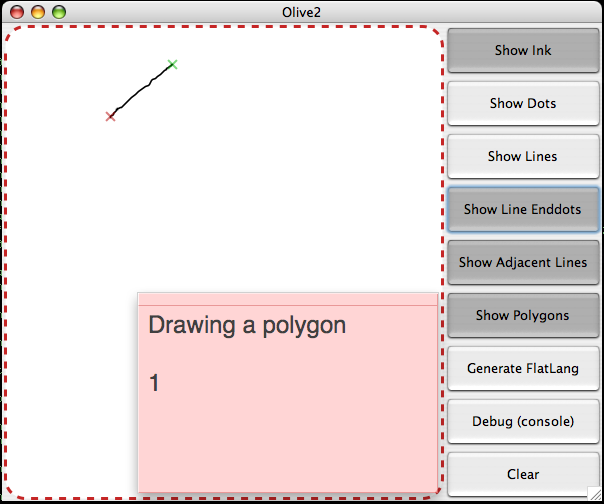 Olive2
Show Ink
Show Dots
Show Lines
Show Line Enddots
Show Adjacent Lines
Show Polygons
Generate FlatLang
Debug (console)
Clear
Drawing a polygon
1